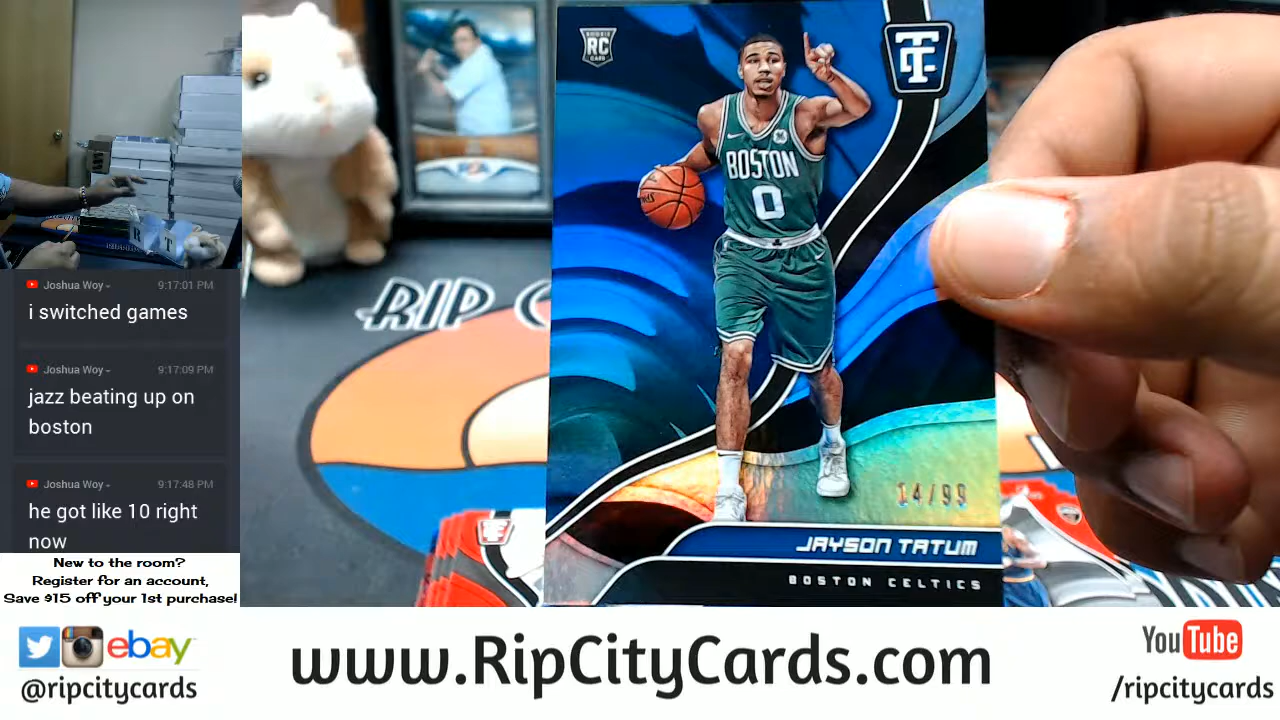 Joshua Woy
9:17:01 PM
i switched games
Joshua Woy
9:17:09 PM
jazz beating up on
boston
Joshua Woy
9:17:48 PM
he got like 10 right
now
New to the room?
Register for an account,
Save $15 off your 1st purchase!
ebay
@ripcitycards
www.RipCityCards.com
YouTube
/ripcitycards
RIP C
ROOKIE
RC
CARD
BOSTON
0
14/99
JAYSON TATUM
BOSTON CELTICS